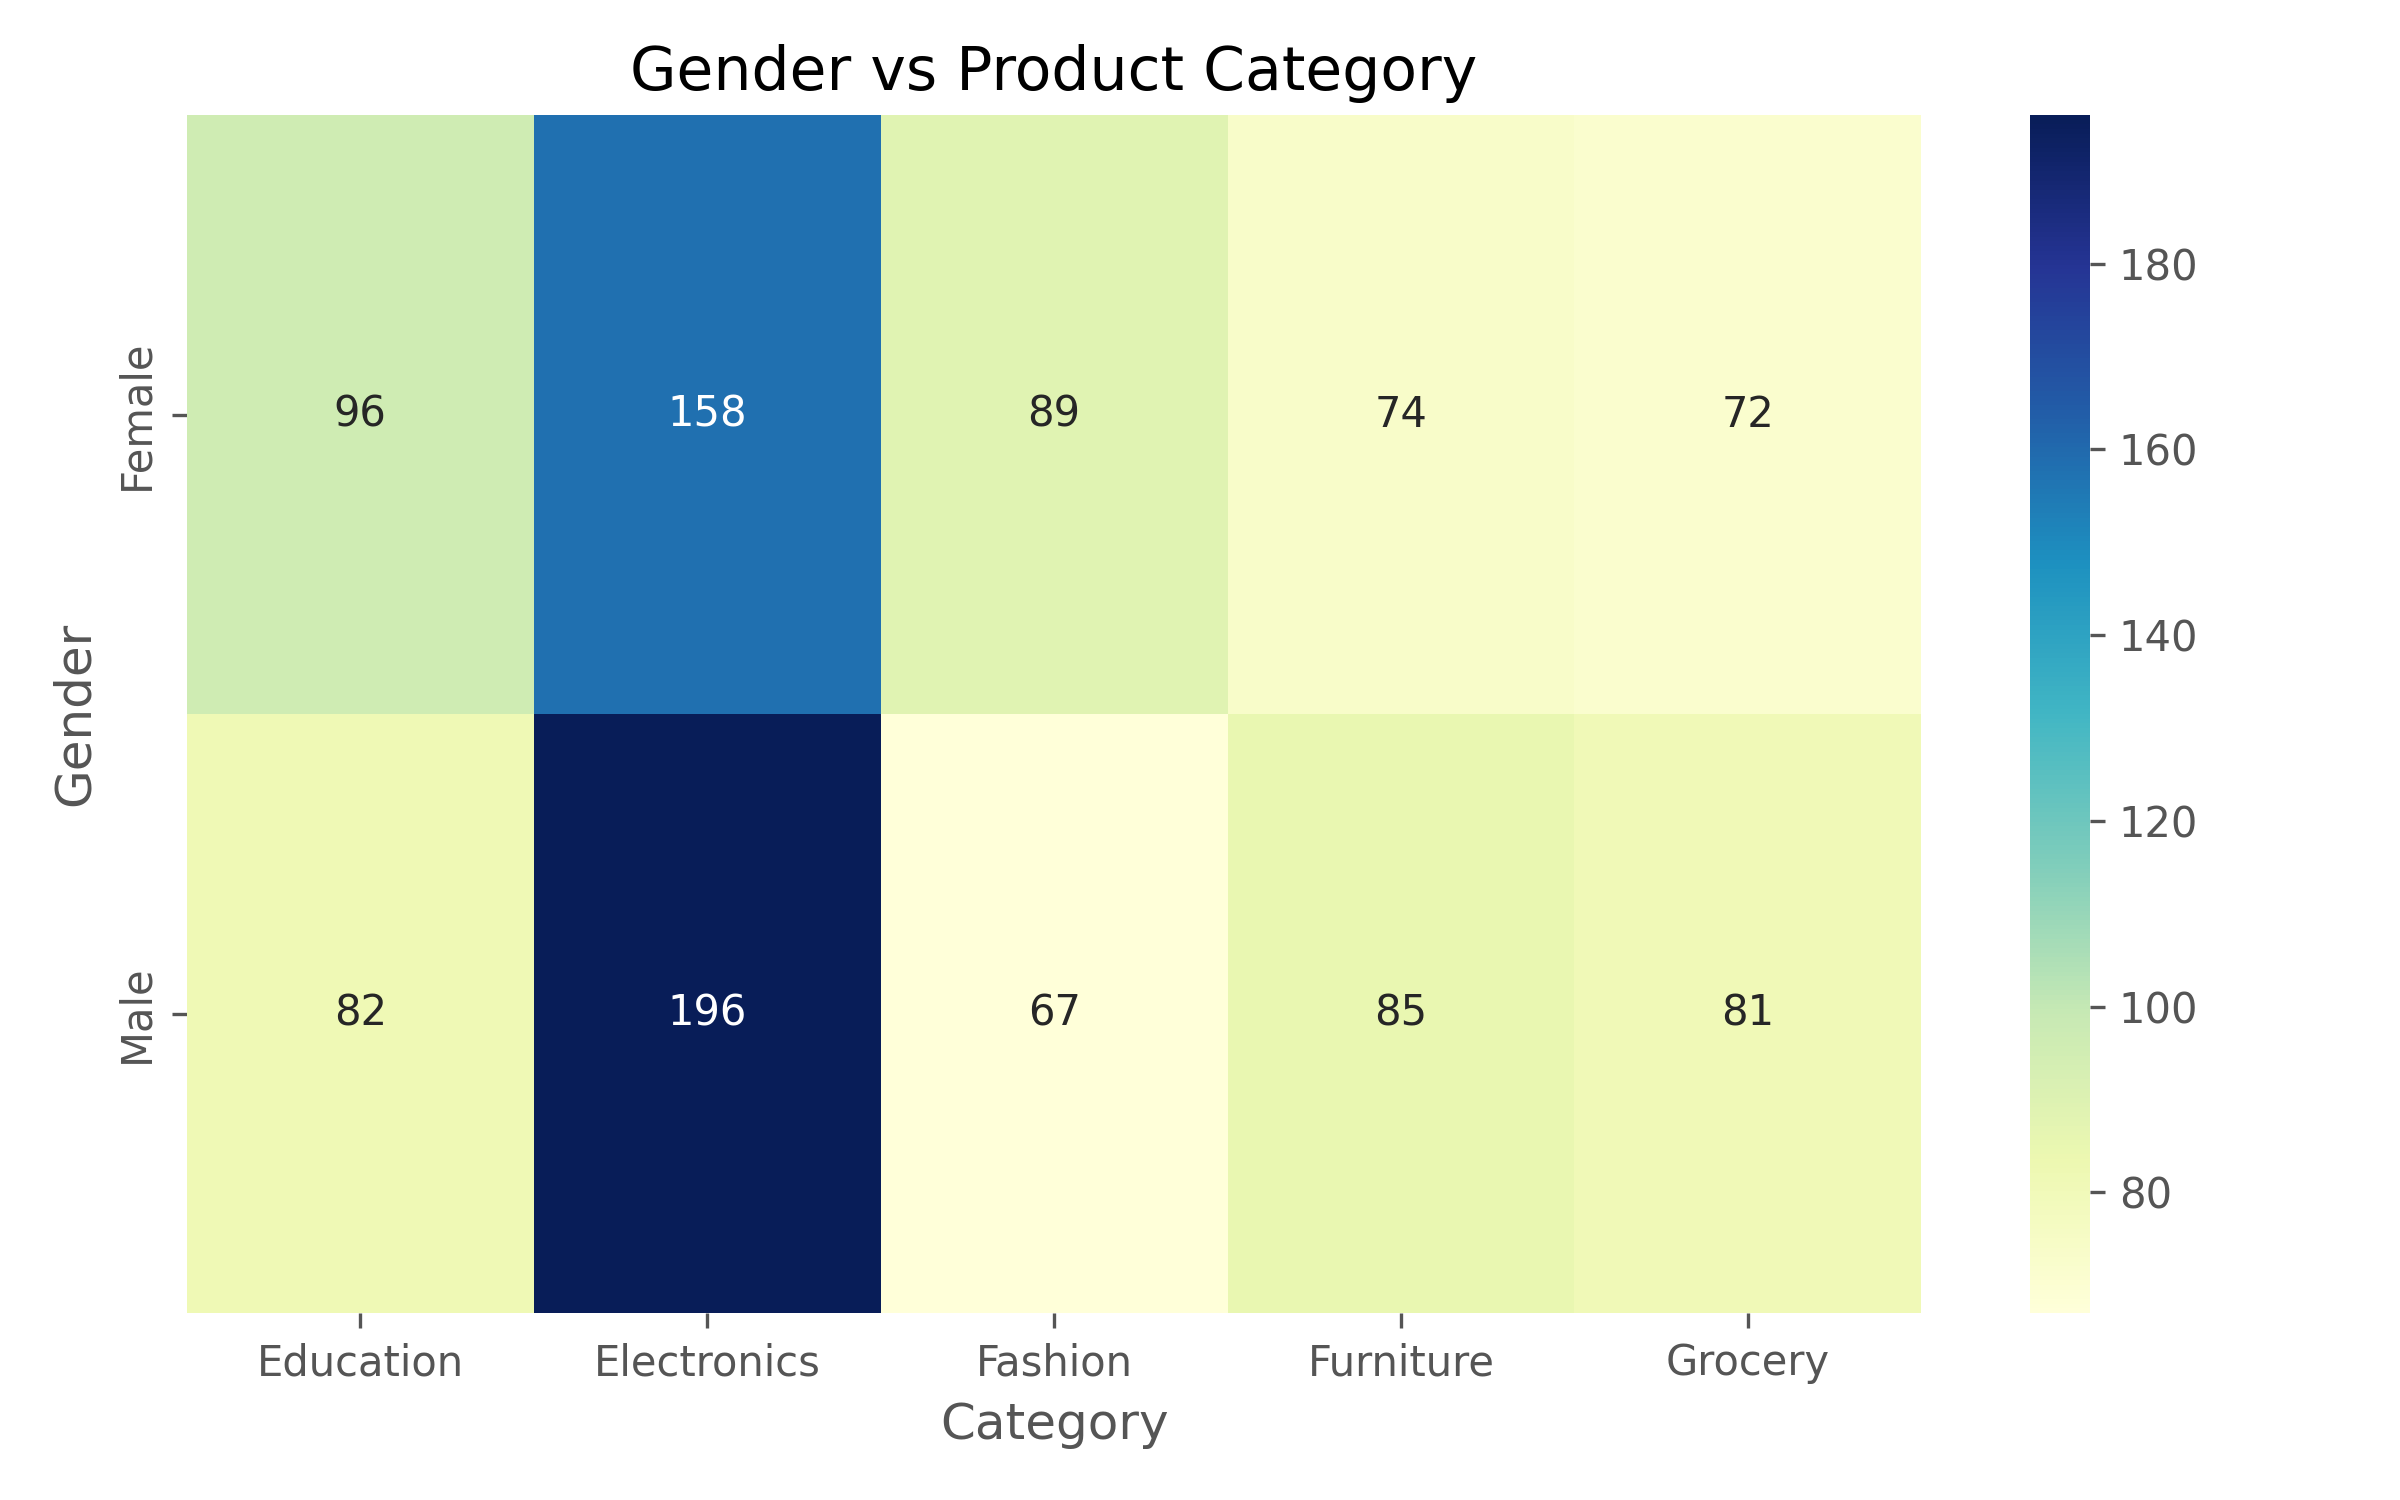 Gender vs Product Category
Gender
Female
96 158 89 74 72
Male
82 196 67 85 81
Education Electronics Fashion Furniture Grocery
Category
180
160
140
120
100
80